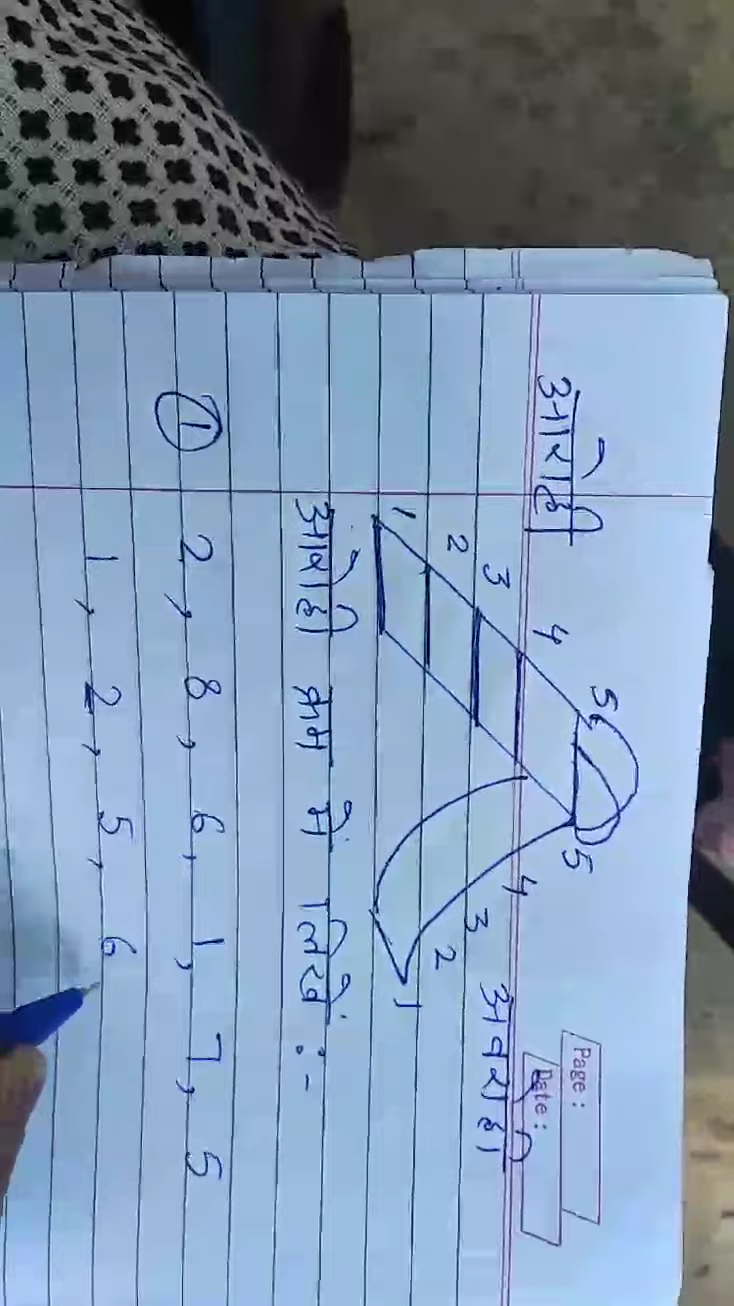 Page :
Date :
आरोही
अवरोही
5 5
4 4
3 3
2 2
1 1
आरोही क्रम में लिखें :-
① 2, 8, 6, 1, 7, 5
1, 2, 5, 6